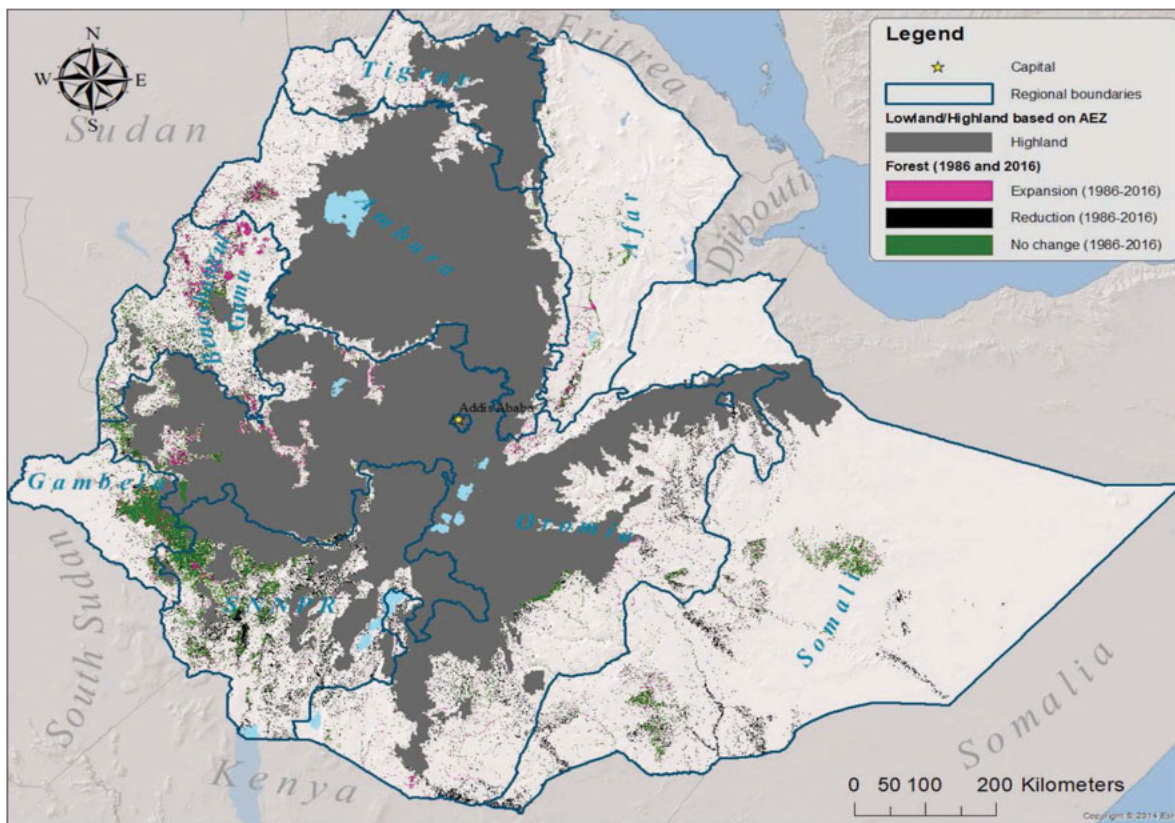 N
W E
S
Legend
Capital
Regional boundaries
Lowland/Highland based on AEZ
Highland
Forest (1986 and 2016)
Expansion (1986-2016)
Reduction (1986-2016)
No change (1986-2016)
Eritrea
Tigray
Sudan
Amhara
Afar
Djibouti
Benishangul
Gumu
Addis Ababa
Gambela
Oromia
SNNPR
Somali
South Sudan
Somalia
Kenya
0 50 100 200 Kilometers
Copyright © 2014